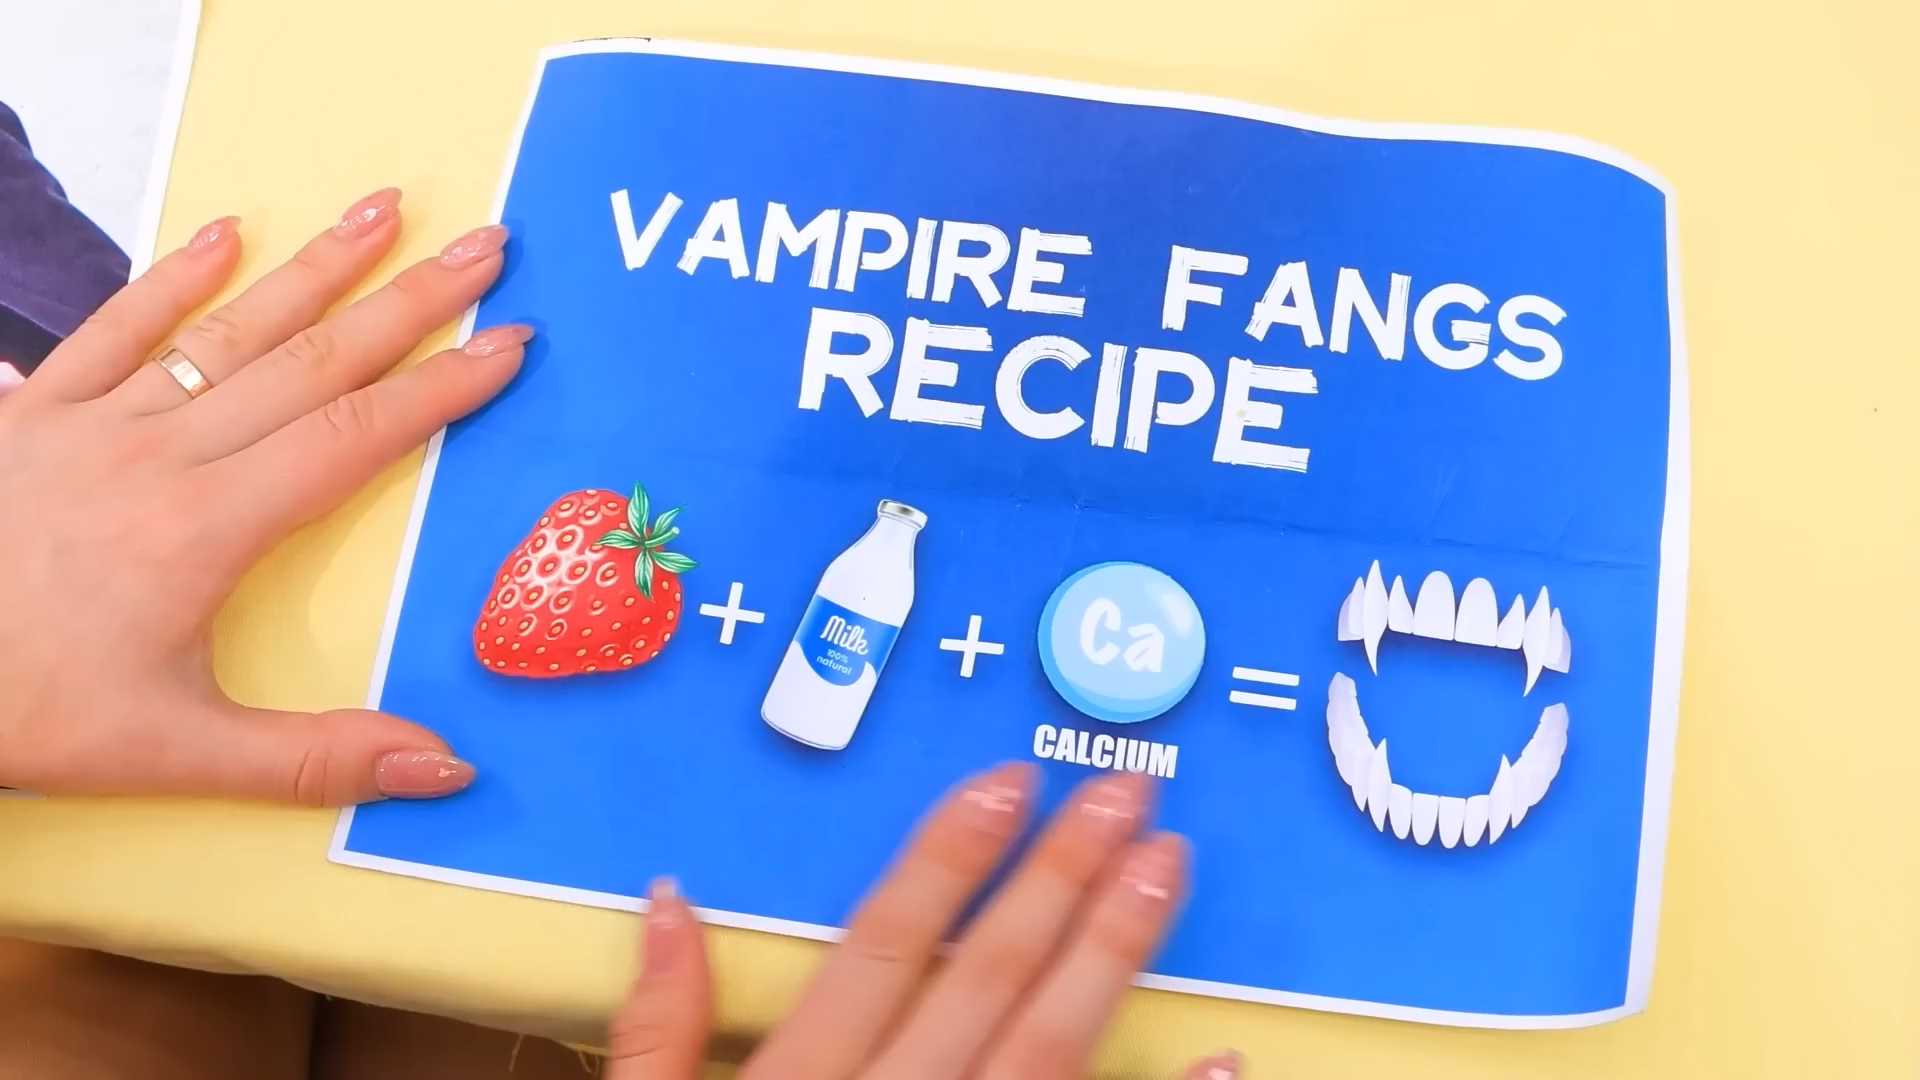 VAMPIRE FANGS
RECIPE
Milk
100%
natural
Ca
CALCIUM